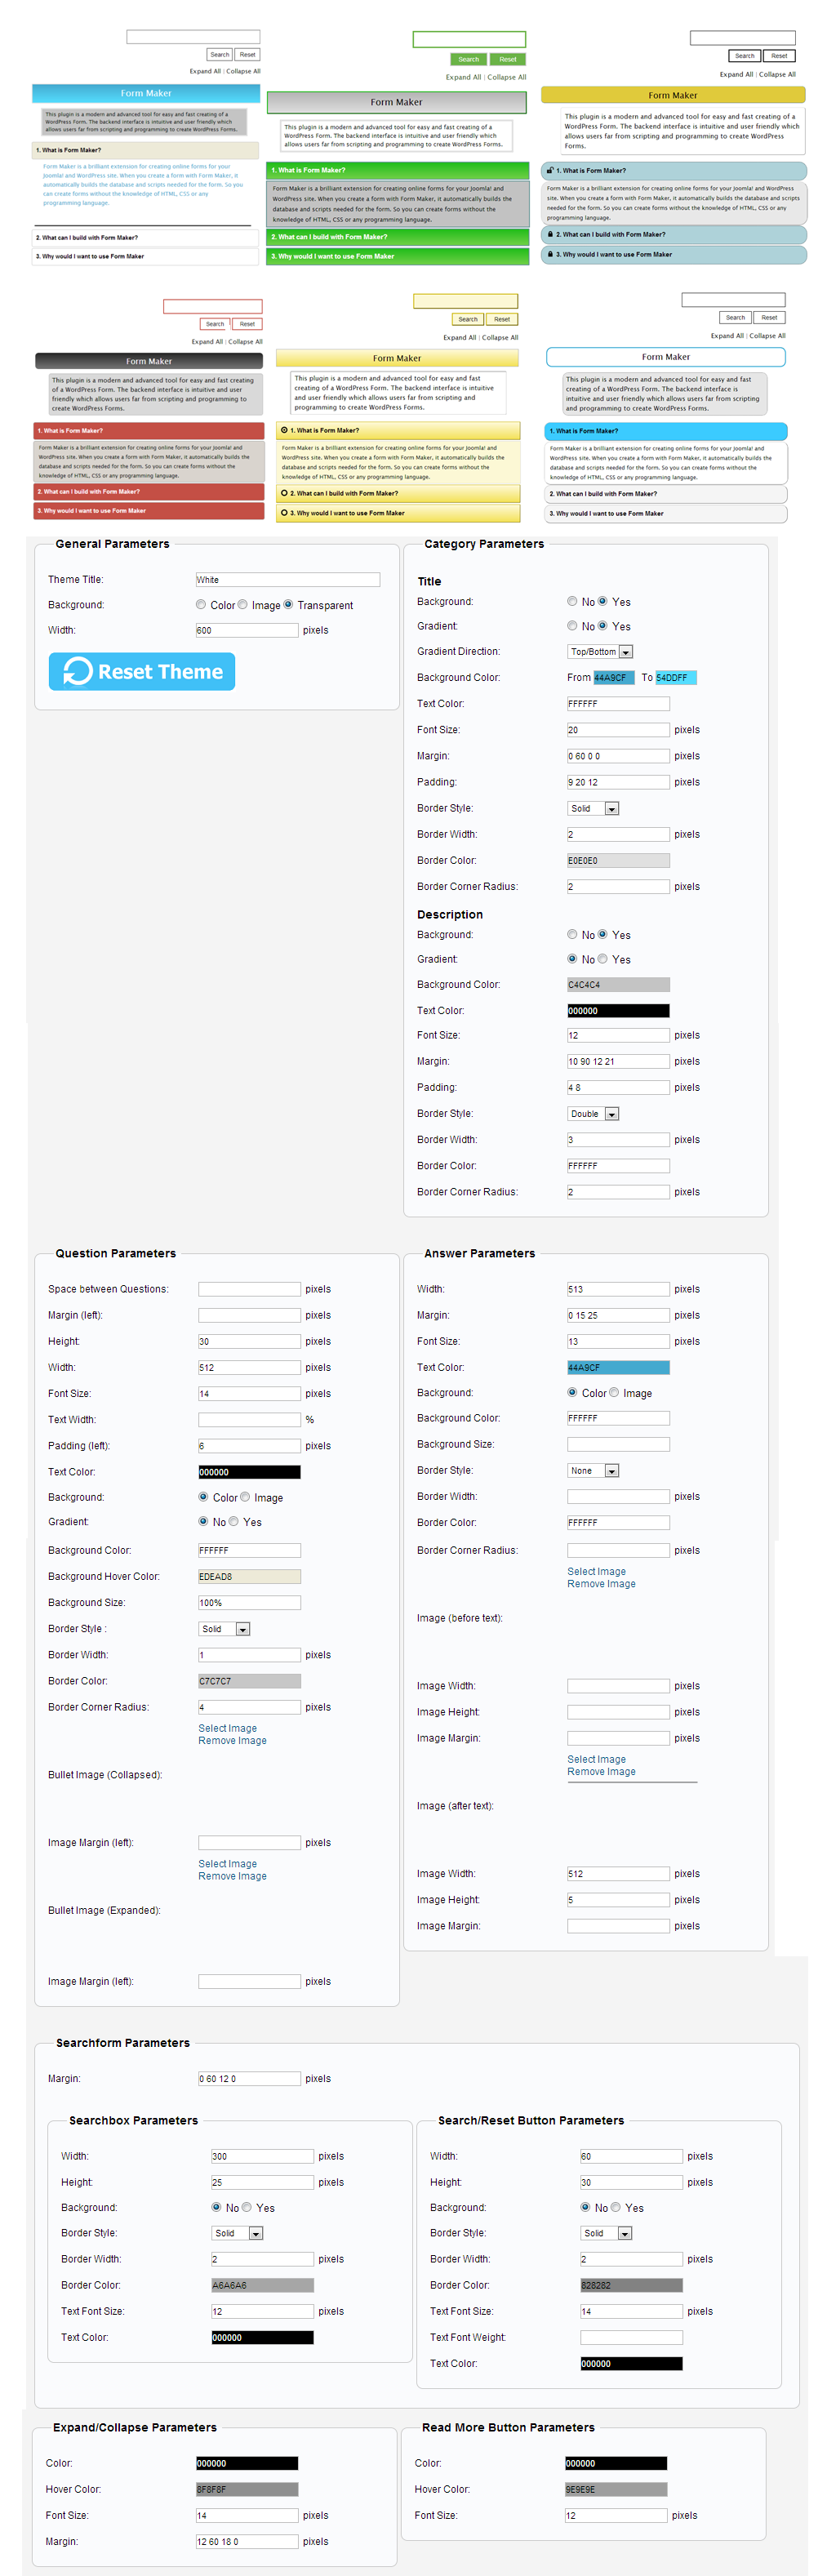 Search Reset
Expand All | Collapse All
Form Maker
This plugin is a modern and advanced tool for easy and fast creating of a
WordPress Form. The backend interface is intuitive and user friendly which
allows users far from scripting and programming to create WordPress Forms.
1. What is Form Maker?
Form Maker is a brilliant extension for creating online forms for your
Joomla! and WordPress site. When you create a form with Form Maker, it
automatically builds the database and scripts needed for the form. So you
can create forms without the knowledge of HTML, CSS or any
programming language.
2. What can I build with Form Maker?
3. Why would I want to use Form Maker
Search Reset
Expand All | Collapse All
Form Maker
This plugin is a modern and advanced tool for easy and fast creating of a
WordPress Form. The backend interface is intuitive and user friendly which
allows users far from scripting and programming to create WordPress Forms.
1. What is Form Maker?
Form Maker is a brilliant extension for creating online forms for your Joomla! and
WordPress site. When you create a form with Form Maker, it automatically builds the
database and scripts needed for the form. So you can create forms without the
knowledge of HTML, CSS or any programming language.
2. What can I build with Form Maker?
3. Why would I want to use Form Maker
Search Reset
Expand All | Collapse All
Form Maker
This plugin is a modern and advanced tool for easy and fast creating of a
WordPress Form. The backend interface is intuitive and user friendly which
allows users far from scripting and programming to create WordPress
Forms.
1. What is Form Maker?
Form Maker is a brilliant extension for creating online forms for your Joomla! and WordPress
site. When you create a form with Form Maker, it automatically builds the database and scripts
needed for the form. So you can create forms without the knowledge of HTML, CSS or any
programming language.
2. What can I build with Form Maker?
3. Why would I want to use Form Maker
Search Reset
Expand All | Collapse All
Form Maker
This plugin is a modern and advanced tool for easy and fast creating
of a WordPress Form. The backend interface is intuitive and user
friendly which allows users far from scripting and programming to
create WordPress Forms.
1. What is Form Maker?
Form Maker is a brilliant extension for creating online forms for your Joomla! and
WordPress site. When you create a form with Form Maker, it automatically builds the
database and scripts needed for the form. So you can create forms without the
knowledge of HTML, CSS or any programming language.
2. What can I build with Form Maker?
3. Why would I want to use Form Maker
Search Reset
Expand All | Collapse All
Form Maker
This plugin is a modern and advanced tool for easy and fast
creating of a WordPress Form. The backend interface is intuitive
and user friendly which allows users far from scripting and
programming to create WordPress Forms.
1. What is Form Maker?
Form Maker is a brilliant extension for creating online forms for your Joomla! and
WordPress site. When you create a form with Form Maker, it automatically builds the
database and scripts needed for the form. So you can create forms without the
knowledge of HTML, CSS or any programming language.
2. What can I build with Form Maker?
3. Why would I want to use Form Maker
Search Reset
Expand All | Collapse All
Form Maker
This plugin is a modern and advanced tool for easy and fast
creating of a WordPress Form. The backend interface is
intuitive and user friendly which allows users far from scripting
and programming to create WordPress Forms.
1. What is Form Maker?
Form Maker is a brilliant extension for creating online forms for your Joomla! and
WordPress site. When you create a form with Form Maker, it automatically builds the
database and scripts needed for the form. So you can create forms without the
knowledge of HTML, CSS or any programming language.
2. What can I build with Form Maker?
3. Why would I want to use Form Maker
General Parameters
Theme Title: White
Background: Color Image Transparent
Width: 600 pixels
Reset Theme
Category Parameters
Title
Background: No Yes
Gradient: No Yes
Gradient Direction: Top/Bottom
Background Color: From 44A9CF To 54DDFF
Text Color: FFFFFF
Font Size: 20 pixels
Margin: 0 60 0 0 pixels
Padding: 9 20 12 pixels
Border Style: Solid
Border Width: 2 pixels
Border Color: E0E0E0
Border Corner Radius: 2 pixels
Description
Background: No Yes
Gradient: No Yes
Background Color: C4C4C4
Text Color: 000000
Font Size: 12 pixels
Margin: 10 90 12 21 pixels
Padding: 4 8 pixels
Border Style: Double
Border Width: 3 pixels
Border Color: FFFFFF
Border Corner Radius: 2 pixels
Question Parameters
Space between Questions: pixels
Margin (left): pixels
Height: 30 pixels
Width: 512 pixels
Font Size: 14 pixels
Text Width: %
Padding (left): 6 pixels
Text Color: 000000
Background: Color Image
Gradient: No Yes
Background Color: FFFFFF
Background Hover Color: EDEAD8
Background Size: 100%
Border Style : Solid
Border Width: 1 pixels
Border Color: C7C7C7
Border Corner Radius: 4 pixels
Select Image
Remove Image
Bullet Image (Collapsed):
Image Margin (left): pixels
Select Image
Remove Image
Bullet Image (Expanded):
Image Margin (left): pixels
Answer Parameters
Width: 513 pixels
Margin: 0 15 25 pixels
Font Size: 13 pixels
Text Color: 44A9CF
Background: Color Image
Background Color: FFFFFF
Background Size:
Border Style: None
Border Width: pixels
Border Color: FFFFFF
Border Corner Radius: pixels
Select Image
Remove Image
Image (before text):
Image Width: pixels
Image Height: pixels
Image Margin: pixels
Select Image
Remove Image
Image (after text):
Image Width: 512 pixels
Image Height: 5 pixels
Image Margin: pixels
Searchform Parameters
Margin: 0 60 12 0 pixels
Searchbox Parameters
Width: 300 pixels
Height: 25 pixels
Background: No Yes
Border Style: Solid
Border Width: 2 pixels
Border Color: A6A6A6
Text Font Size: 12 pixels
Text Color: 000000
Search/Reset Button Parameters
Width: 60 pixels
Height: 30 pixels
Background: No Yes
Border Style: Solid
Border Width: 2 pixels
Border Color: 828282
Text Font Size: 14 pixels
Text Font Weight:
Text Color: 000000
Expand/Collapse Parameters
Color: 000000
Hover Color: 8F8F8F
Font Size: 14 pixels
Margin: 12 60 18 0 pixels
Read More Button Parameters
Color: 000000
Hover Color: 9E9E9E
Font Size: 12 pixels